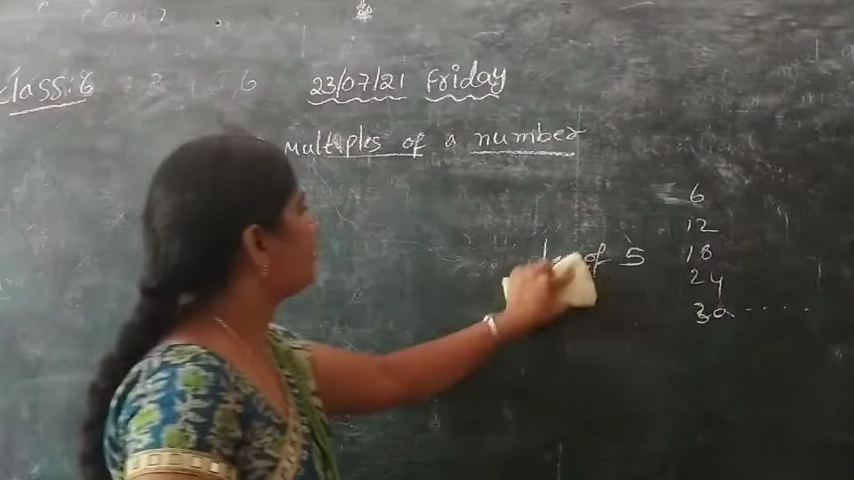 Class: 6
23/07/21 Friday
Multiples of a number
of 5
6
12
18
24
30.....